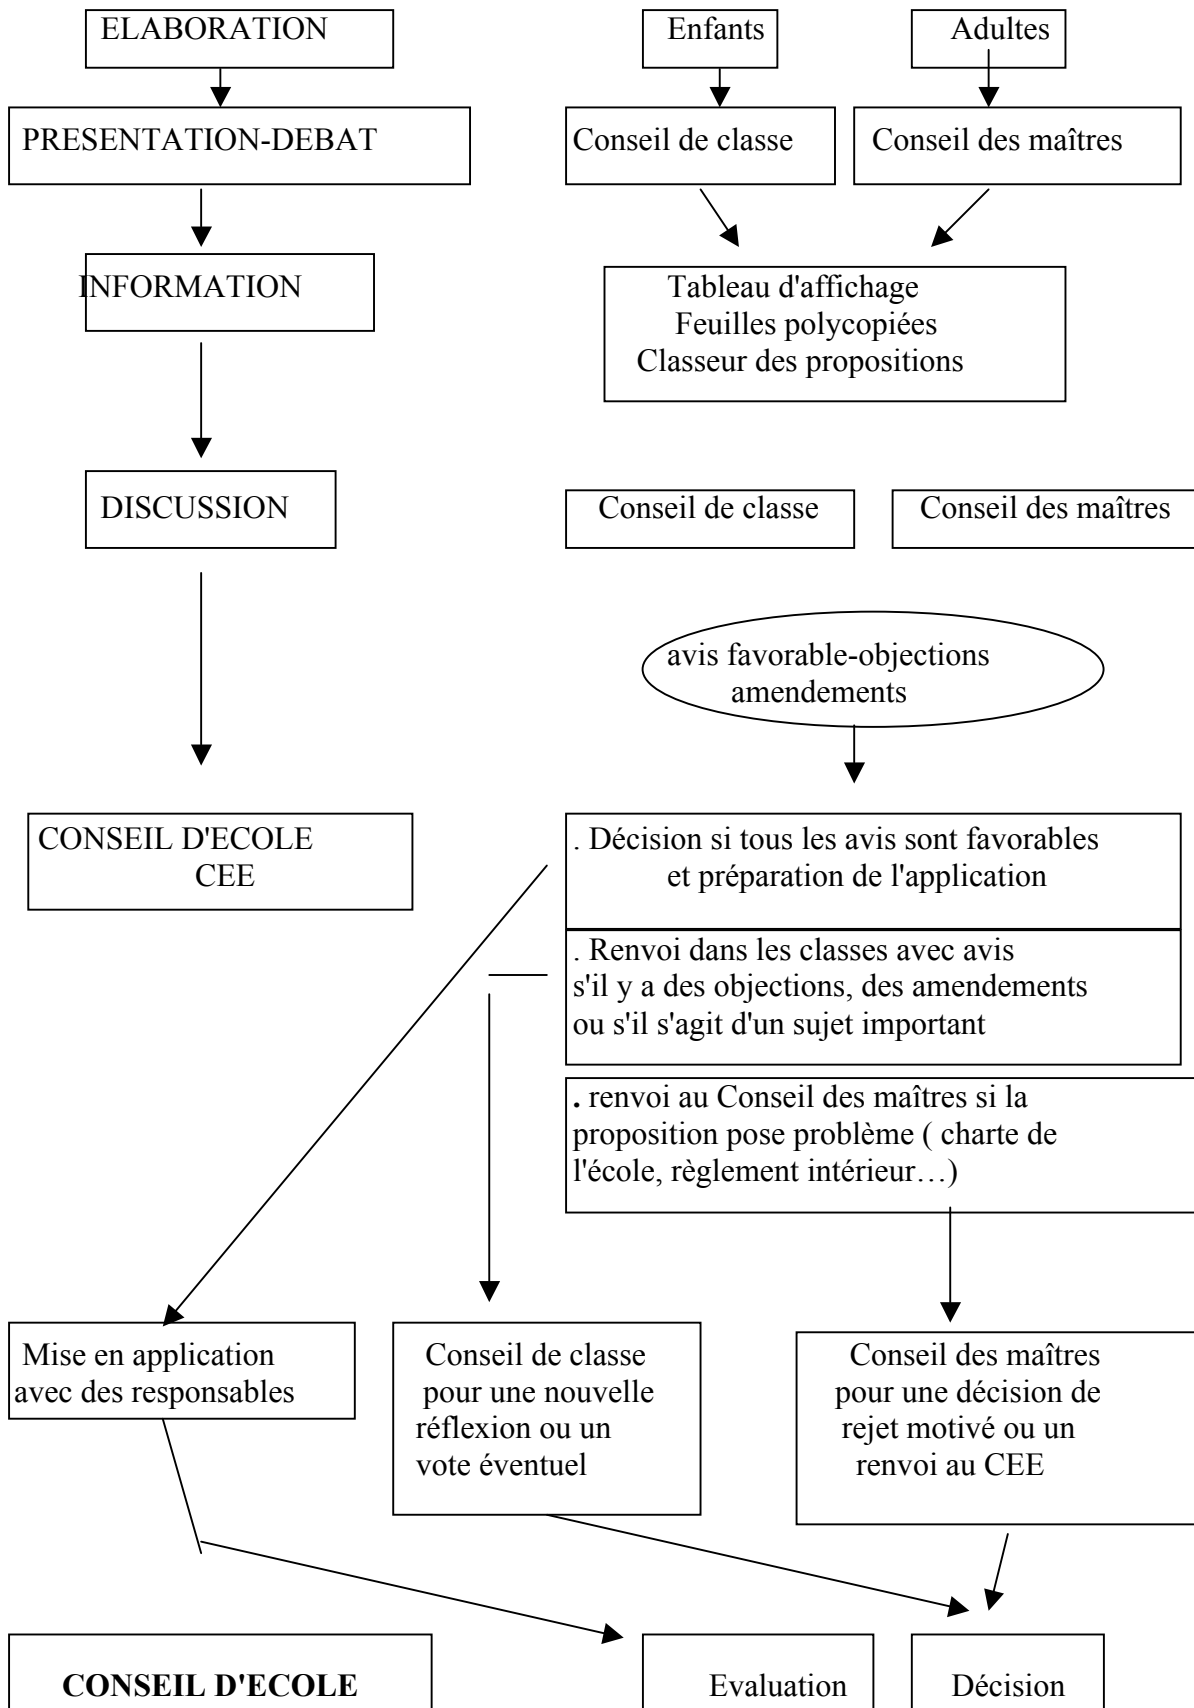 ELABORATION
Enfants
Adultes
PRESENTATION-DEBAT
Conseil de classe
Conseil des maîtres
INFORMATION
Tableau d'affichage
Feuilles polycopiées
Classeur des propositions
DISCUSSION
Conseil de classe
Conseil des maîtres
avis favorable-objections
amendements
CONSEIL D'ECOLE
CEE
. Décision si tous les avis sont favorables
et préparation de l'application
. Renvoi dans les classes avec avis
s'il y a des objections, des amendements
ou s'il s'agit d'un sujet important
. renvoi au Conseil des maîtres si la
proposition pose problème ( charte de
l'école, règlement intérieur…)
Mise en application
avec des responsables
Conseil de classe
pour une nouvelle
réflexion ou un
vote éventuel
Conseil des maîtres
pour une décision de
rejet motivé ou un
renvoi au CEE
CONSEIL D'ECOLE
Evaluation
Décision